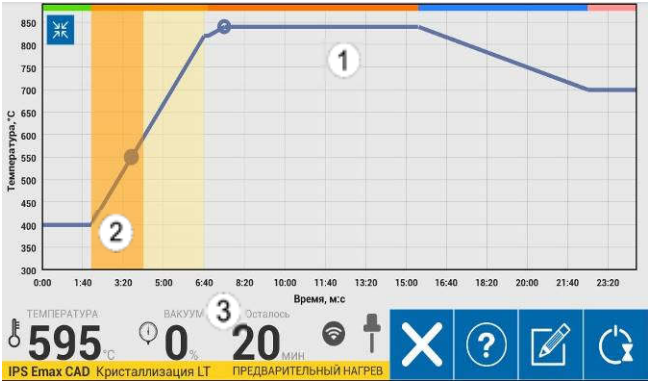 850
800
750
700
650
600
550
500
450
400
350
300
Температура,°C
1
2
0:00 1:40 3:20 5:00 6:40 8:20 10:00 11:40 13:20 15:00 16:40 18:20 20:00 21:40 23:20
Время, м:с
3
ТЕМПЕРАТУРА ВАКУУМ Осталось
595°C 0% 20 МИН
?
IPS Emax CAD Кристаллизация LT ПРЕДВАРИТЕЛЬНЫЙ НАГРЕВ